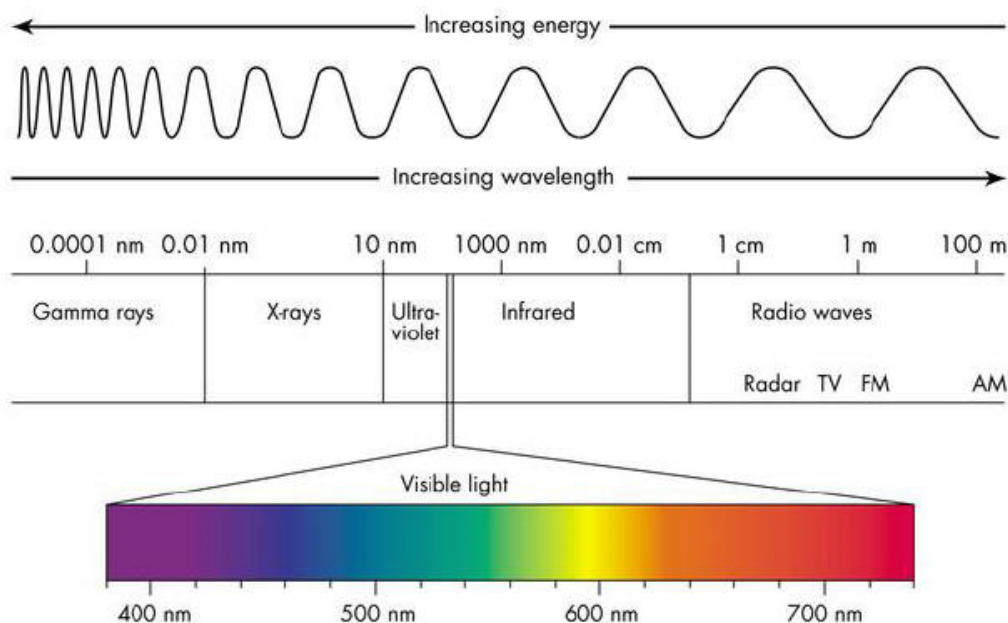 Increasing energy
Increasing wavelength
0.0001 nm 0.01 nm 10 nm 1000 nm 0.01 cm 1 cm 1 m 100 m
Gamma rays X-rays Ultra-
violet Infrared Radio waves
Radar TV FM AM
Visible light
400 nm 500 nm 600 nm 700 nm